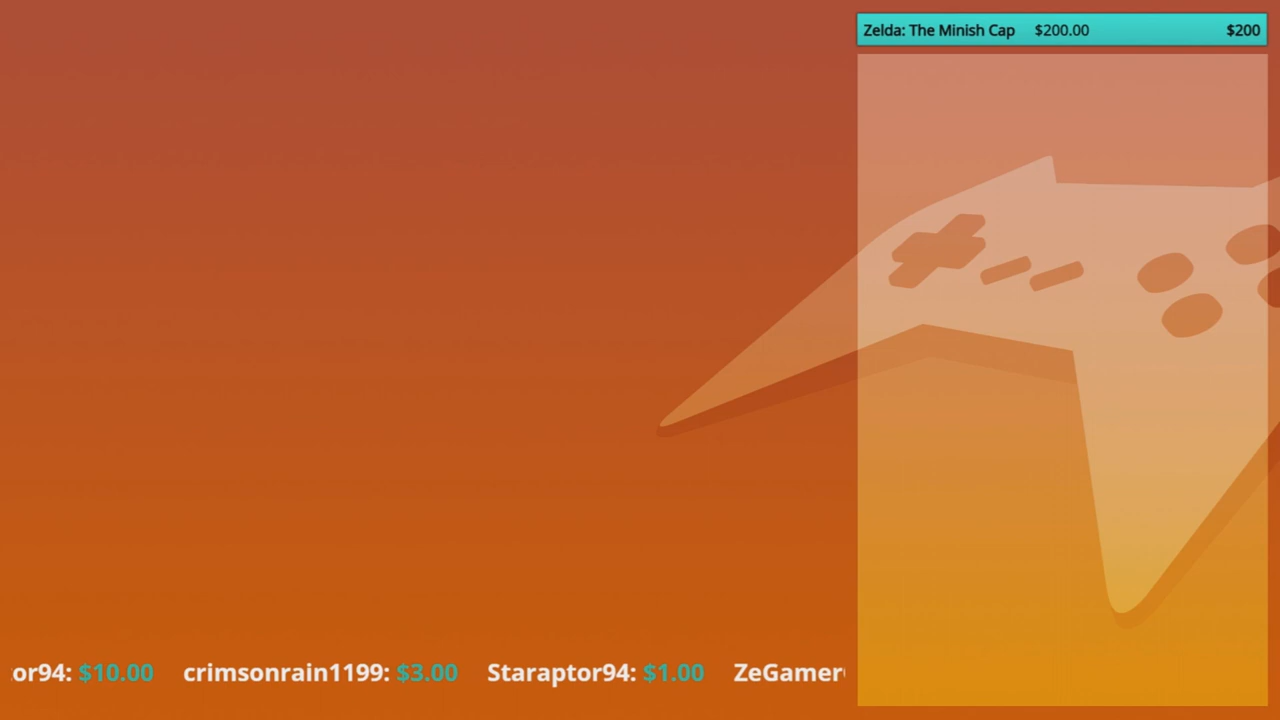 Zelda: The Minish Cap $200.00 $200
or94: $10.00 crimsonrain1199: $3.00 Staraptor94: $1.00 ZeGamer